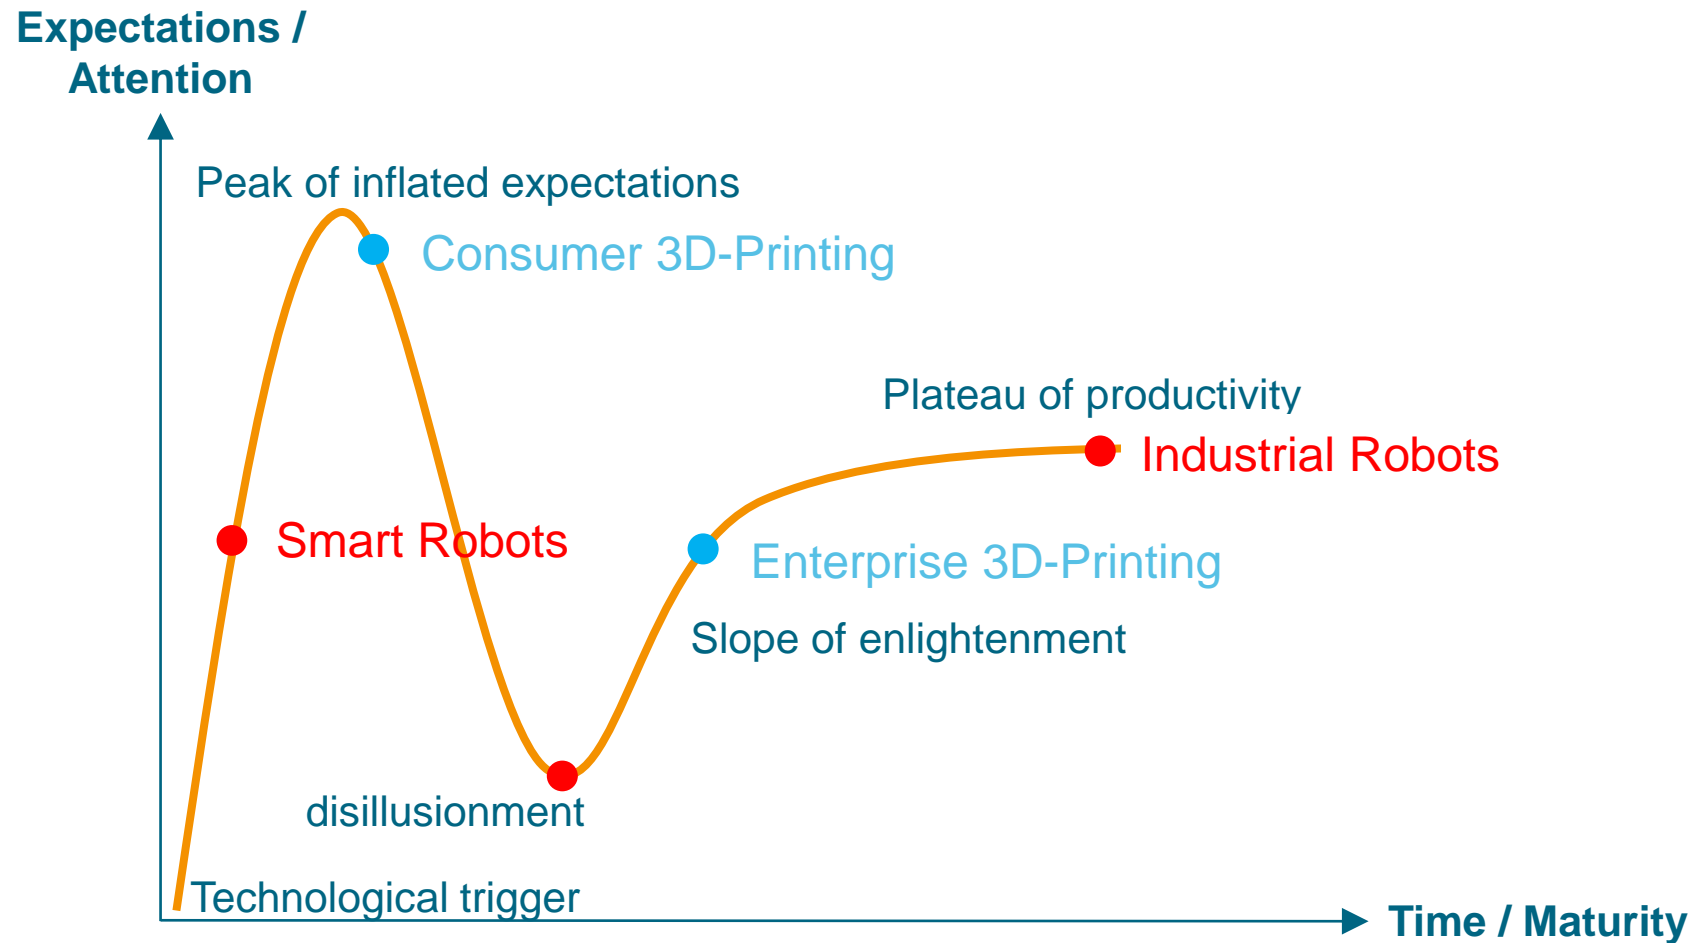 Expectations /
Attention
Peak of inflated expectations
Consumer 3D-Printing
Plateau of productivity
Industrial Robots
Smart Robots
Enterprise 3D-Printing
Slope of enlightenment
disillusionment
Technological trigger
Time / Maturity